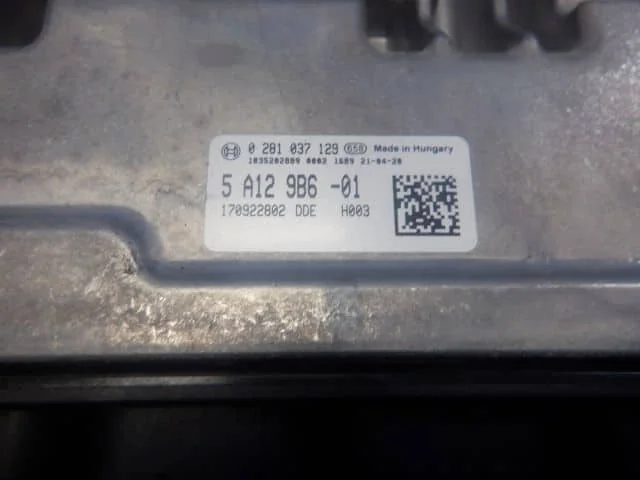 0 281 037 129 658 Made in Hungary
1035202809 0002 1689 21-04-20
5 A12 9B6 -01
170922802 DDE H003